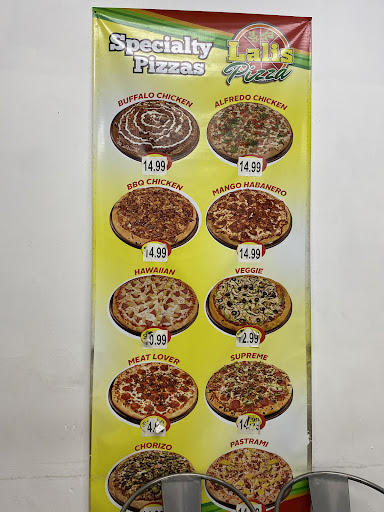 Specialty
Pizzas
Lalis
Pizza
BUFFALO CHICKEN
ALFREDO CHICKEN
14.99
14.99
BBQ CHICKEN
MANGO HABANERO
14.99
14.99
HAWAIIAN
VEGGIE
MEAT LOVER
SUPREME
CHORIZO
PASTRAMI